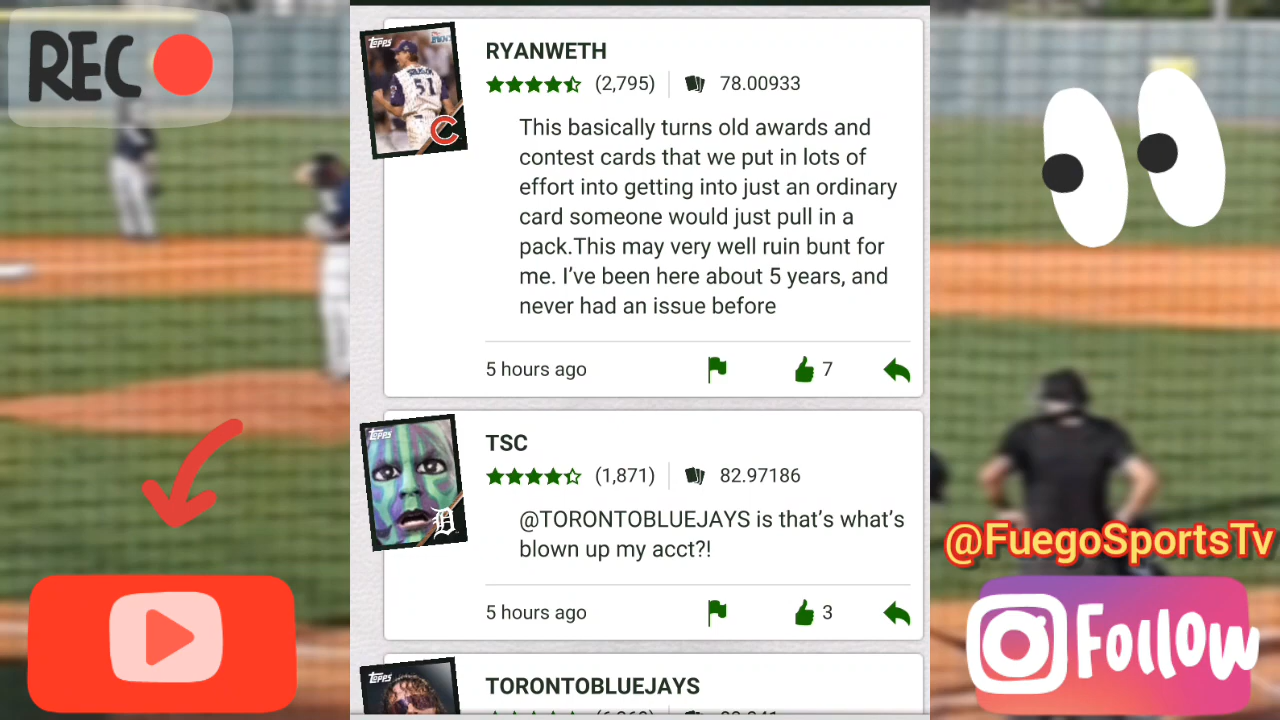 REC
TOPPS
51
C
RYANWETH
(2,795)
78.00933
This basically turns old awards and
contest cards that we put in lots of
effort into getting into just an ordinary
card someone would just pull in a
pack.This may very well ruin bunt for
me. I've been here about 5 years, and
never had an issue before
5 hours ago
7
TOPPS
D
TSC
(1,871)
82.97186
@TORONTOBLUEJAYS is that's what's
blown up my acct?!
5 hours ago
3
TOPPS
TORONTOBLUEJAYS
@FuegoSportsTv
Follow